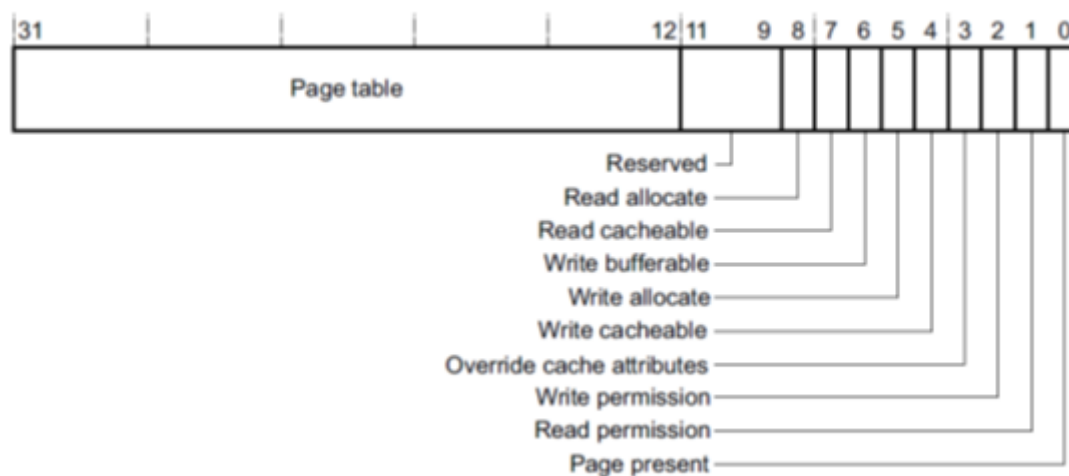 31 12 11 9 8 7 6 5 4 3 2 1 0
Page table
Reserved
Read allocate
Read cacheable
Write bufferable
Write allocate
Write cacheable
Override cache attributes
Write permission
Read permission
Page present